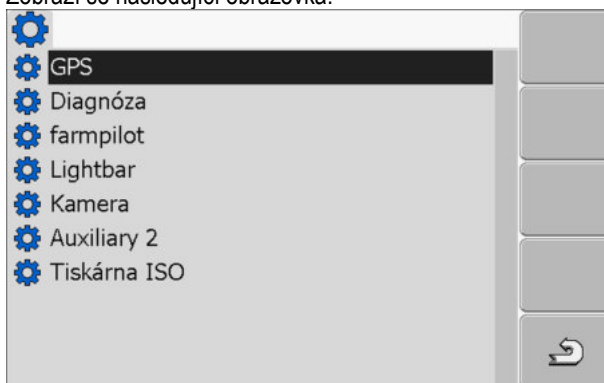 Zobrazí se následující obrazovka:
GPS
Diagnóza
farmpilot
Lightbar
Kamera
Auxiliary 2
Tiskárna ISO